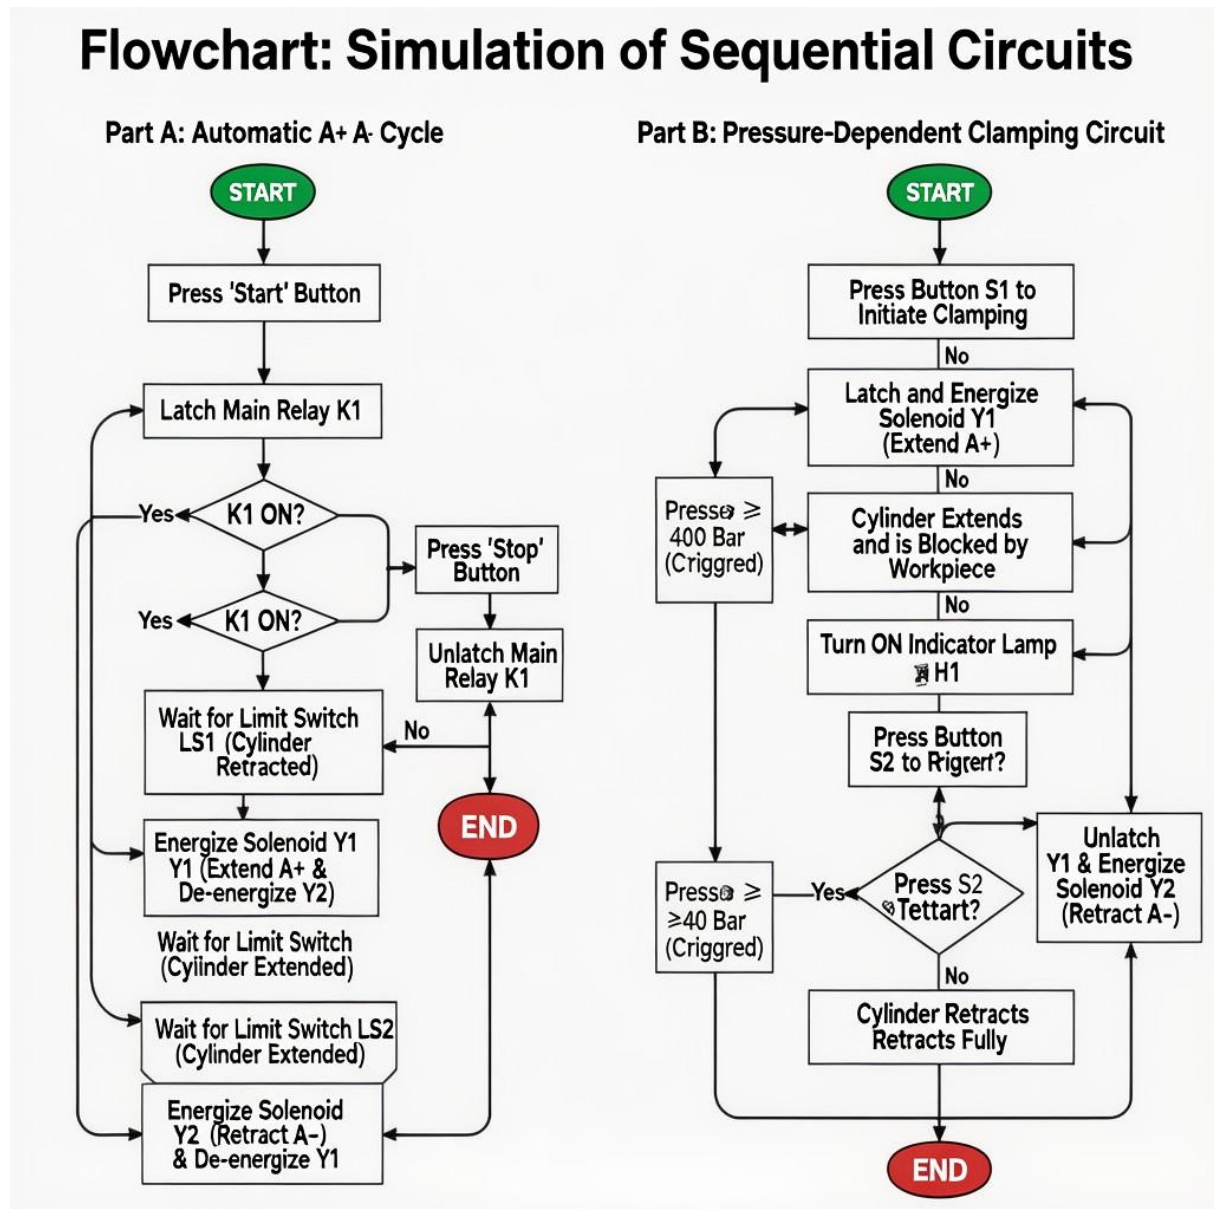 Flowchart: Simulation of Sequential Circuits
Part A: Automatic A+ A- Cycle
START
Press 'Start' Button
Latch Main Relay K1
K1 ON?
Yes
K1 ON?
Yes
Press 'Stop'
Button
Unlatch Main
Relay K1
Wait for Limit Switch
LS1 (Cylinder
Retracted)
No
END
Energize Solenoid Y1
Y1 (Extend A+ &
De-energize Y2)
Wait for Limit Switch
(Cylinder Extended)
Wait for Limit Switch LS2
(Cylinder Extended)
Energize Solenoid
Y2 (Retract A-)
& De-energize Y1
Part B: Pressure-Dependent Clamping Circuit
START
Press Button S1 to
Initiate Clamping
No
Latch and Energize
Solenoid Y1
(Extend A+)
No
≥
400 Bar
(Criggred)
Cylinder Extends
and is Blocked by
Workpiece
No
Turn ON Indicator Lamp
H1
Press Button
S2 to
Press S2
Tettart?
Yes
≥
≥40 Bar
(Criggred)
Unlatch
Y1 & Energize
Solenoid Y2
(Retract A-)
No
Cylinder Retracts
Retracts Fully
END